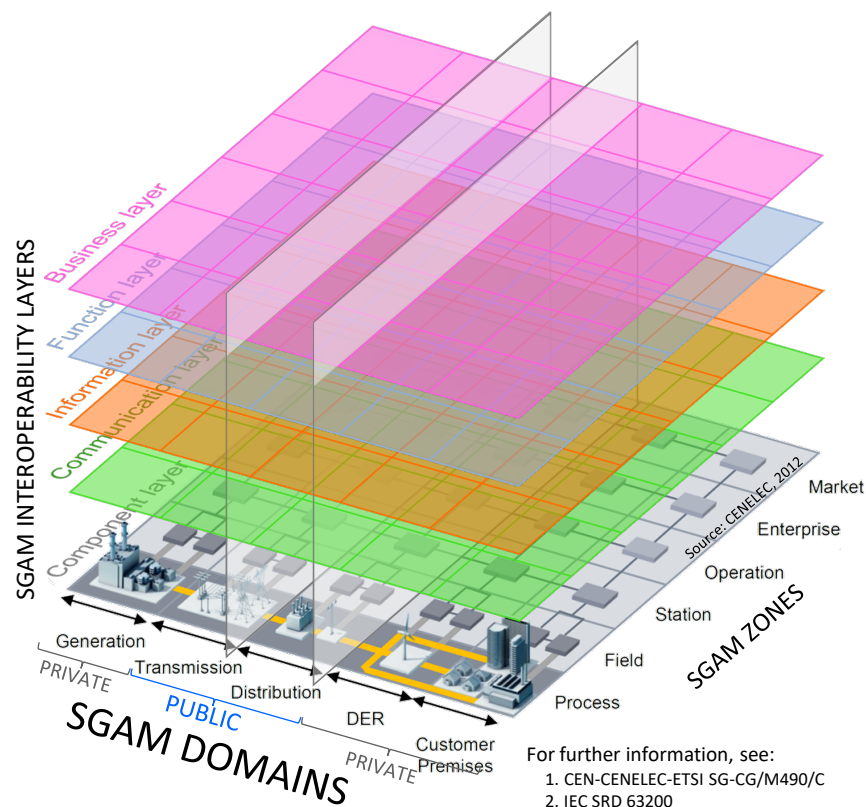 SGAM INTEROPERABILITY LAYERS
Business layer
Function layer
Information layer
Communication layer
Component layer
Source: CENELEC, 2012
Market
Enterprise
Operation
Station
Field
Process
SGAM ZONES
Generation
Transmission
Distribution
DER
Customer
Premises
PRIVATE
PUBLIC
PRIVATE
SGAM DOMAINS
For further information, see:
1. CEN-CENELEC-ETSI SG-CG/M490/C
2. IEC SRD 63200